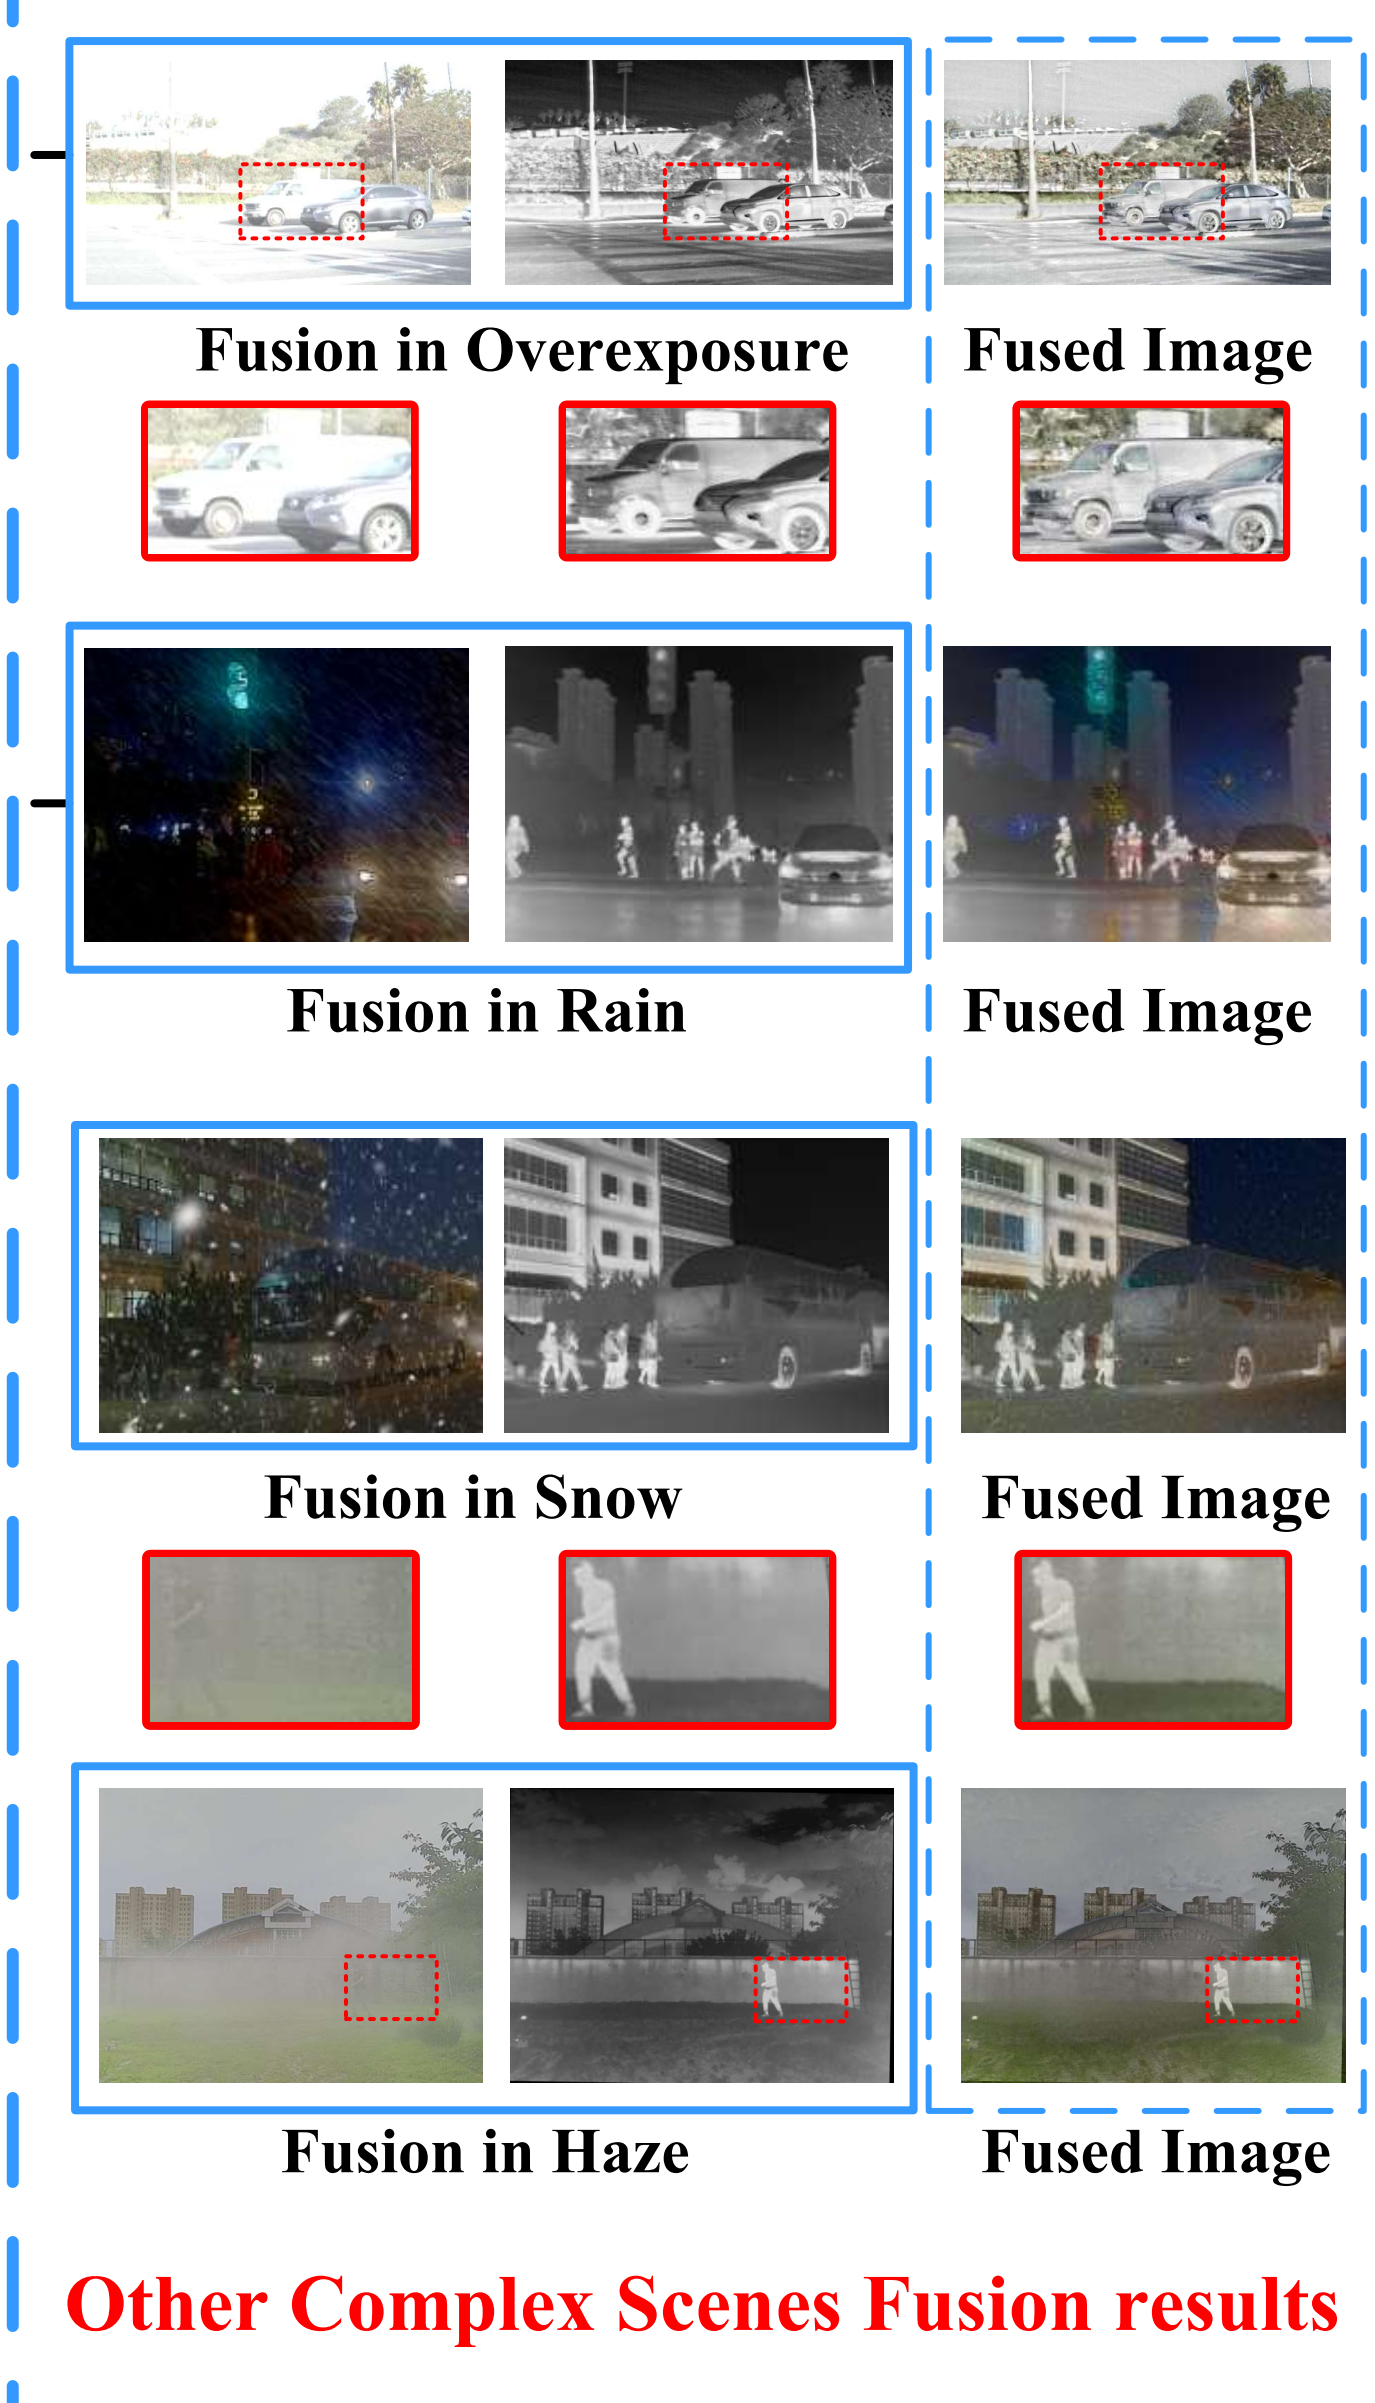 Fusion in Overexposure
Fused Image
Fusion in Rain
Fused Image
Fusion in Snow
Fused Image
Fusion in Haze
Fused Image
Other Complex Scenes Fusion results